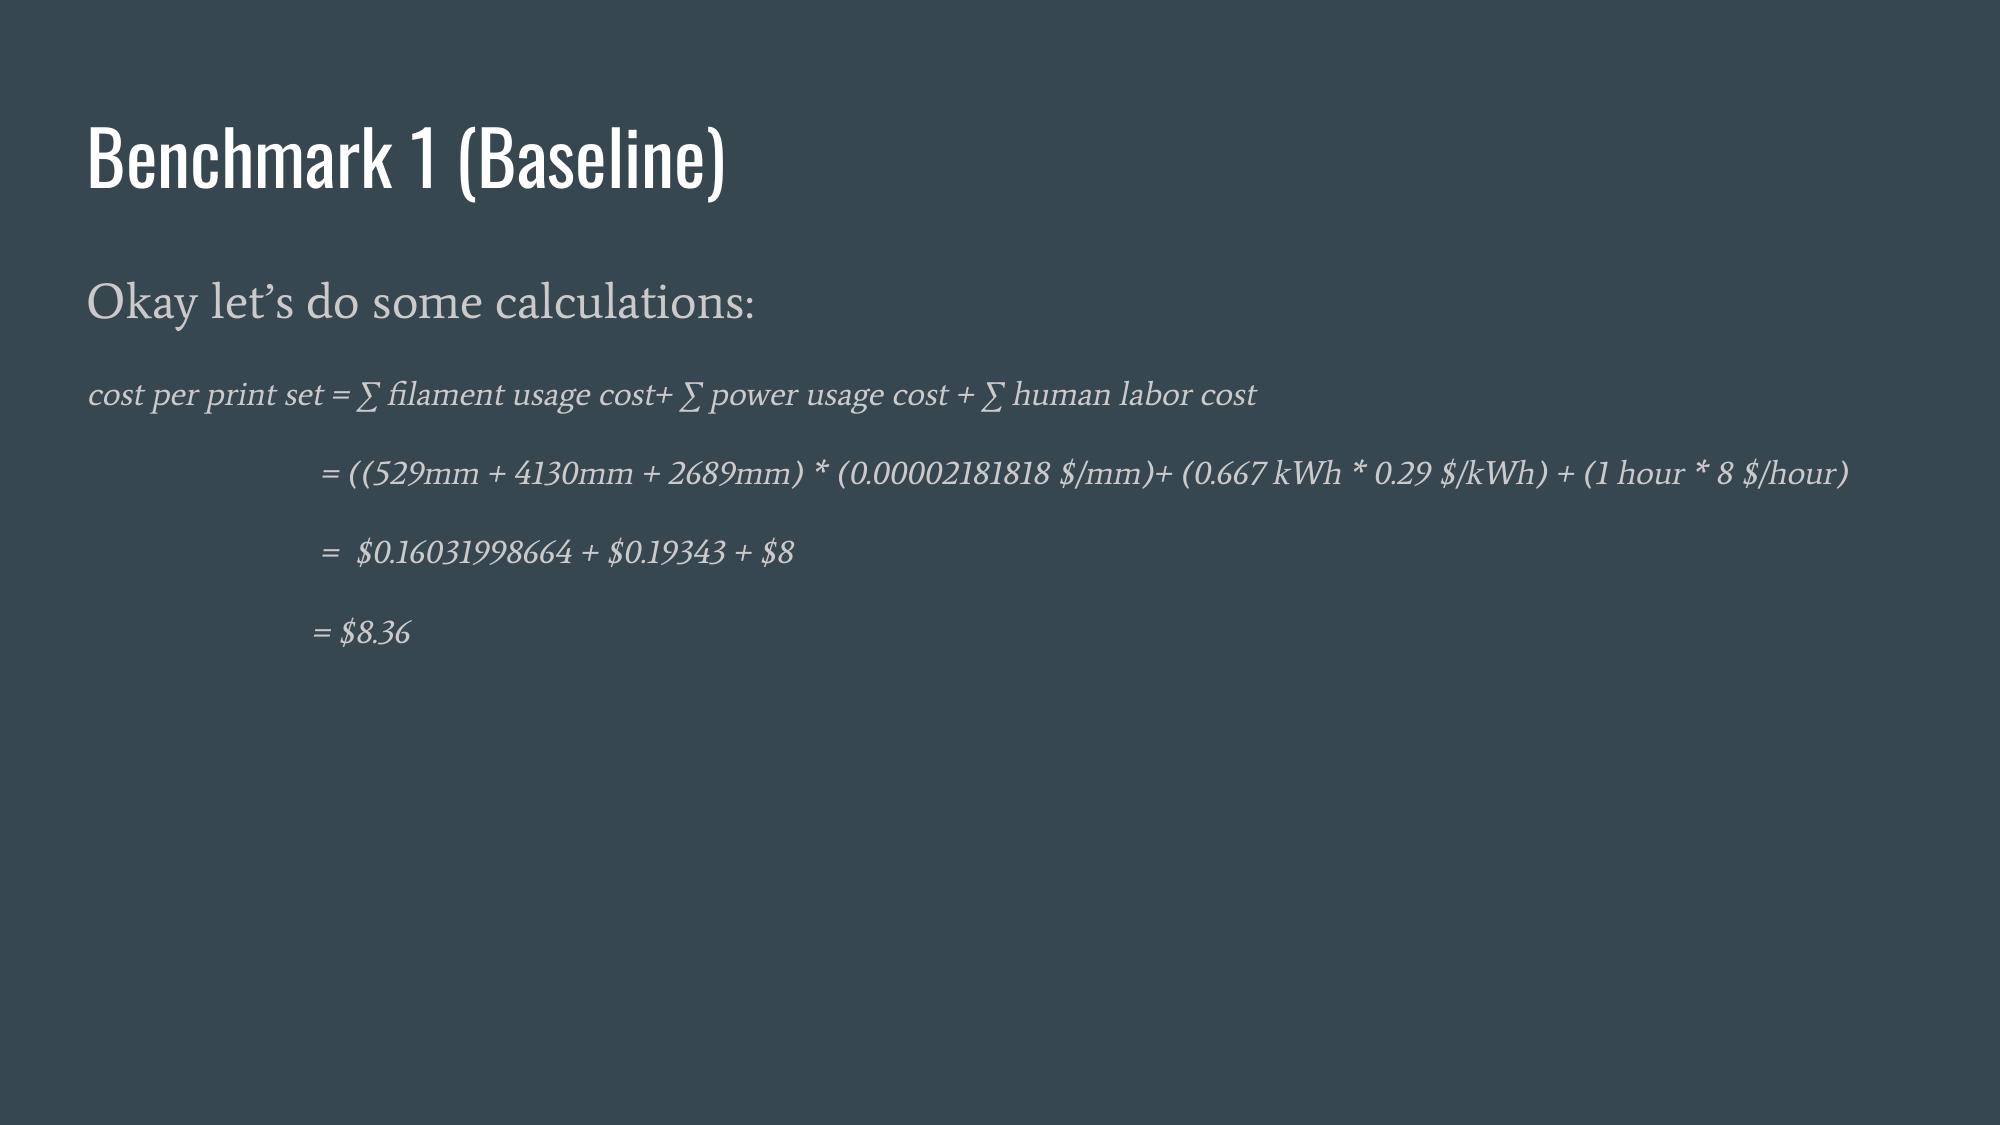 Benchmark 1 (Baseline)
Okay let’s do some calculations:
cost per print set = ∑ filament usage cost+ ∑ power usage cost + ∑ human labor cost
= ((529mm + 4130mm + 2689mm) * (0.00002181818 $/mm)+ (0.667 kWh * 0.29 $/kWh) + (1 hour * 8 $/hour)
= $0.16031998664 + $0.19343 + $8
= $8.36